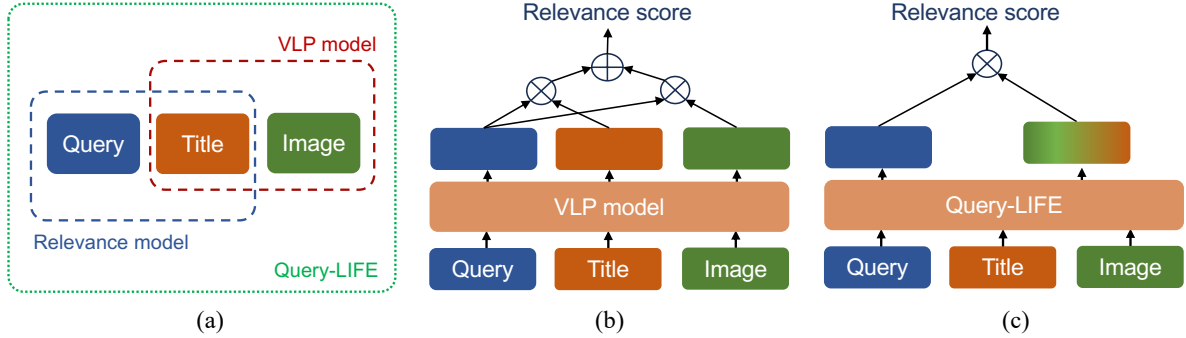 VLP model
Query
Title
Image
Relevance model
Query-LIFE
(a)
Relevance score
VLP model
Query
Title
Image
(b)
Relevance score
Query-LIFE
Query
Title
Image
(c)